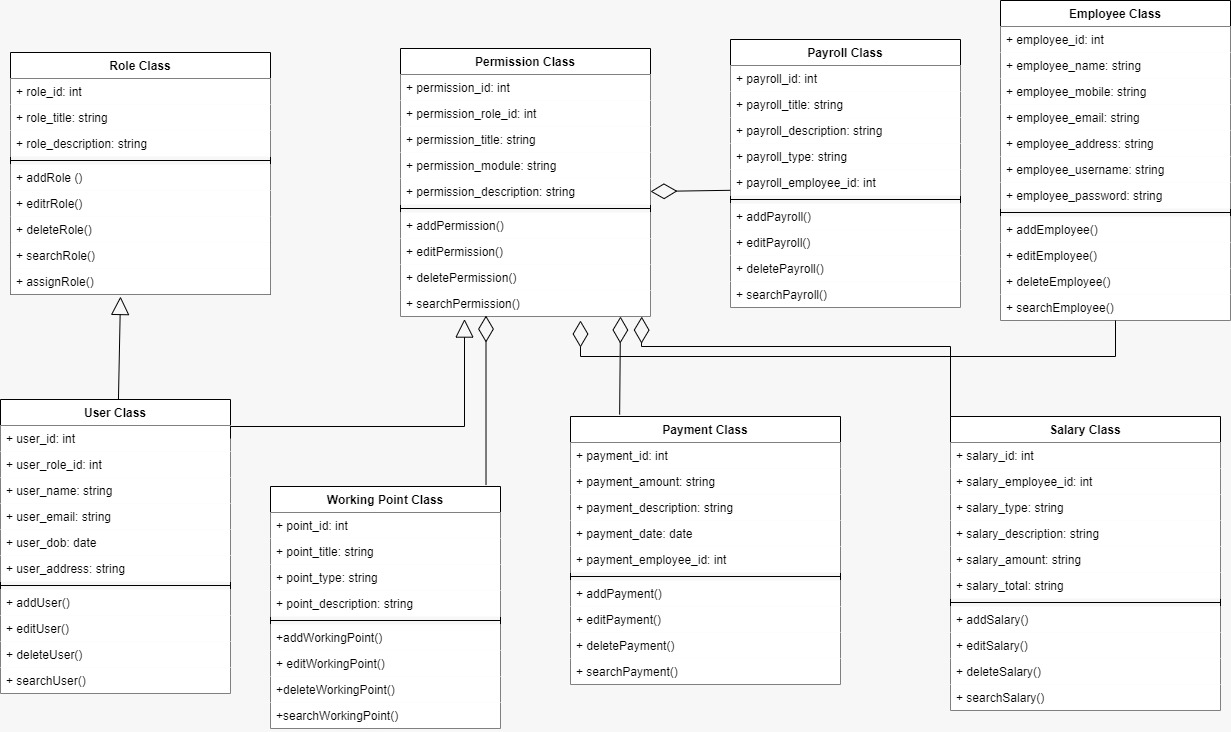 Role Class
+ role_id: int
+ role_title: string
+ role_description: string
+ addRole ()
+ editrRole()
+ deleteRole()
+ searchRole()
+ assignRole()
Permission Class
+ permission_id: int
+ permission_role_id: int
+ permission_title: string
+ permission_module: string
+ permission_description: string
+ addPermission()
+ editPermission()
+ deletePermission()
+ searchPermission()
Payroll Class
+ payroll_id: int
+ payroll_title: string
+ payroll_description: string
+ payroll_type: string
+ payroll_employee_id: int
+ addPayroll()
+ editPayroll()
+ deletePayroll()
+ searchPayroll()
Employee Class
+ employee_id: int
+ employee_name: string
+ employee_mobile: string
+ employee_email: string
+ employee_address: string
+ employee_username: string
+ employee_password: string
+ addEmployee()
+ editEmployee()
+ deleteEmployee()
+ searchEmployee()
User Class
+ user_id: int
+ user_role_id: int
+ user_name: string
+ user_email: string
+ user_dob: date
+ user_address: string
+ addUser()
+ editUser()
+ deleteUser()
+ searchUser()
Working Point Class
+ point_id: int
+ point_title: string
+ point_type: string
+ point_description: string
+addWorkingPoint()
+ editWorkingPoint()
+deleteWorkingPoint()
+searchWorkingPoint()
Payment Class
+ payment_id: int
+ payment_amount: string
+ payment_description: string
+ payment_date: date
+ payment_employee_id: int
+ addPayment()
+ editPayment()
+ deletePayment()
+ searchPayment()
Salary Class
+ salary_id: int
+ salary_employee_id: int
+ salary_type: string
+ salary_description: string
+ salary_amount: string
+ salary_total: string
+ addSalary()
+ editSalary()
+ deleteSalary()
+ searchSalary()